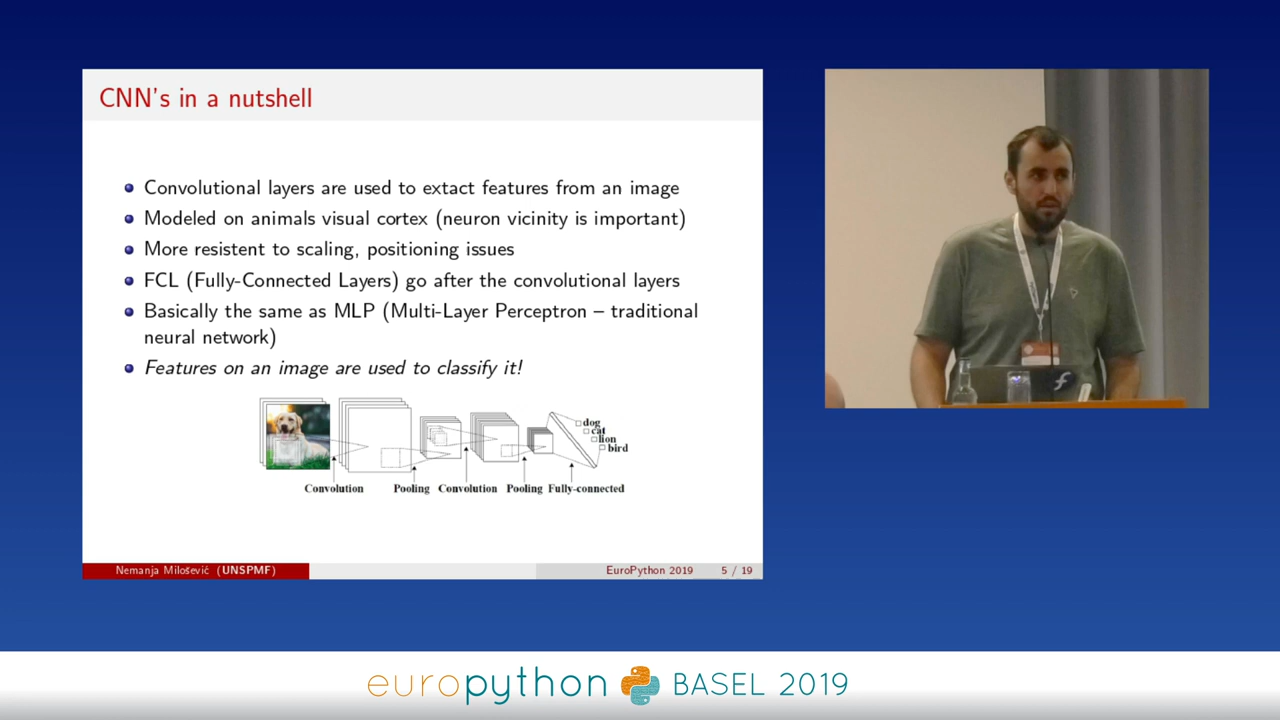 CNN's in a nutshell
Convolutional layers are used to extact features from an image
Modeled on animals visual cortex (neuron vicinity is important)
More resistent to scaling, positioning issues
FCL (Fully-Connected Layers) go after the convolutional layers
Basically the same as MLP (Multi-Layer Perceptron – traditional
neural network)
Features on an image are used to classify it!
dog
cat
lion
bird
Convolution Pooling Convolution Pooling Fully-connected
Nemanja Milošević (UNSPMF) EuroPython 2019 5 / 19
europython BASEL 2019